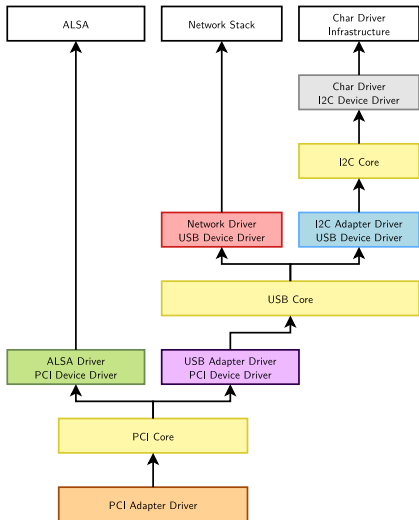 ALSA
Network Stack
Char Driver
Infrastructure
Char Driver
I2C Device Driver
I2C Core
Network Driver
USB Device Driver
I2C Adapter Driver
USB Device Driver
USB Core
ALSA Driver
PCI Device Driver
USB Adapter Driver
PCI Device Driver
PCI Core
PCI Adapter Driver